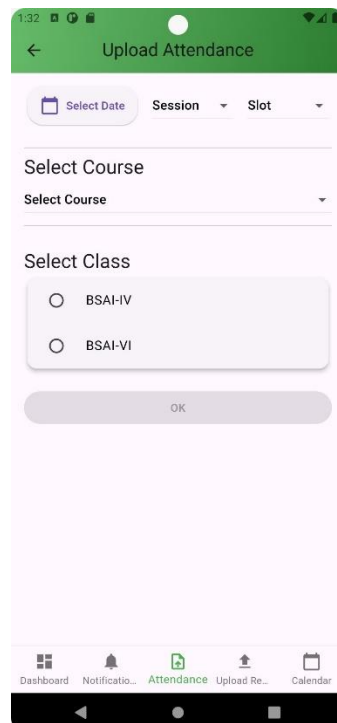 1:32
Upload Attendance
Select Date Session Slot
Select Course
Select Course
Select Class
BSAI-IV
BSAI-VI
OK
Dashboard Notificatio... Attendance Upload Re... Calendar